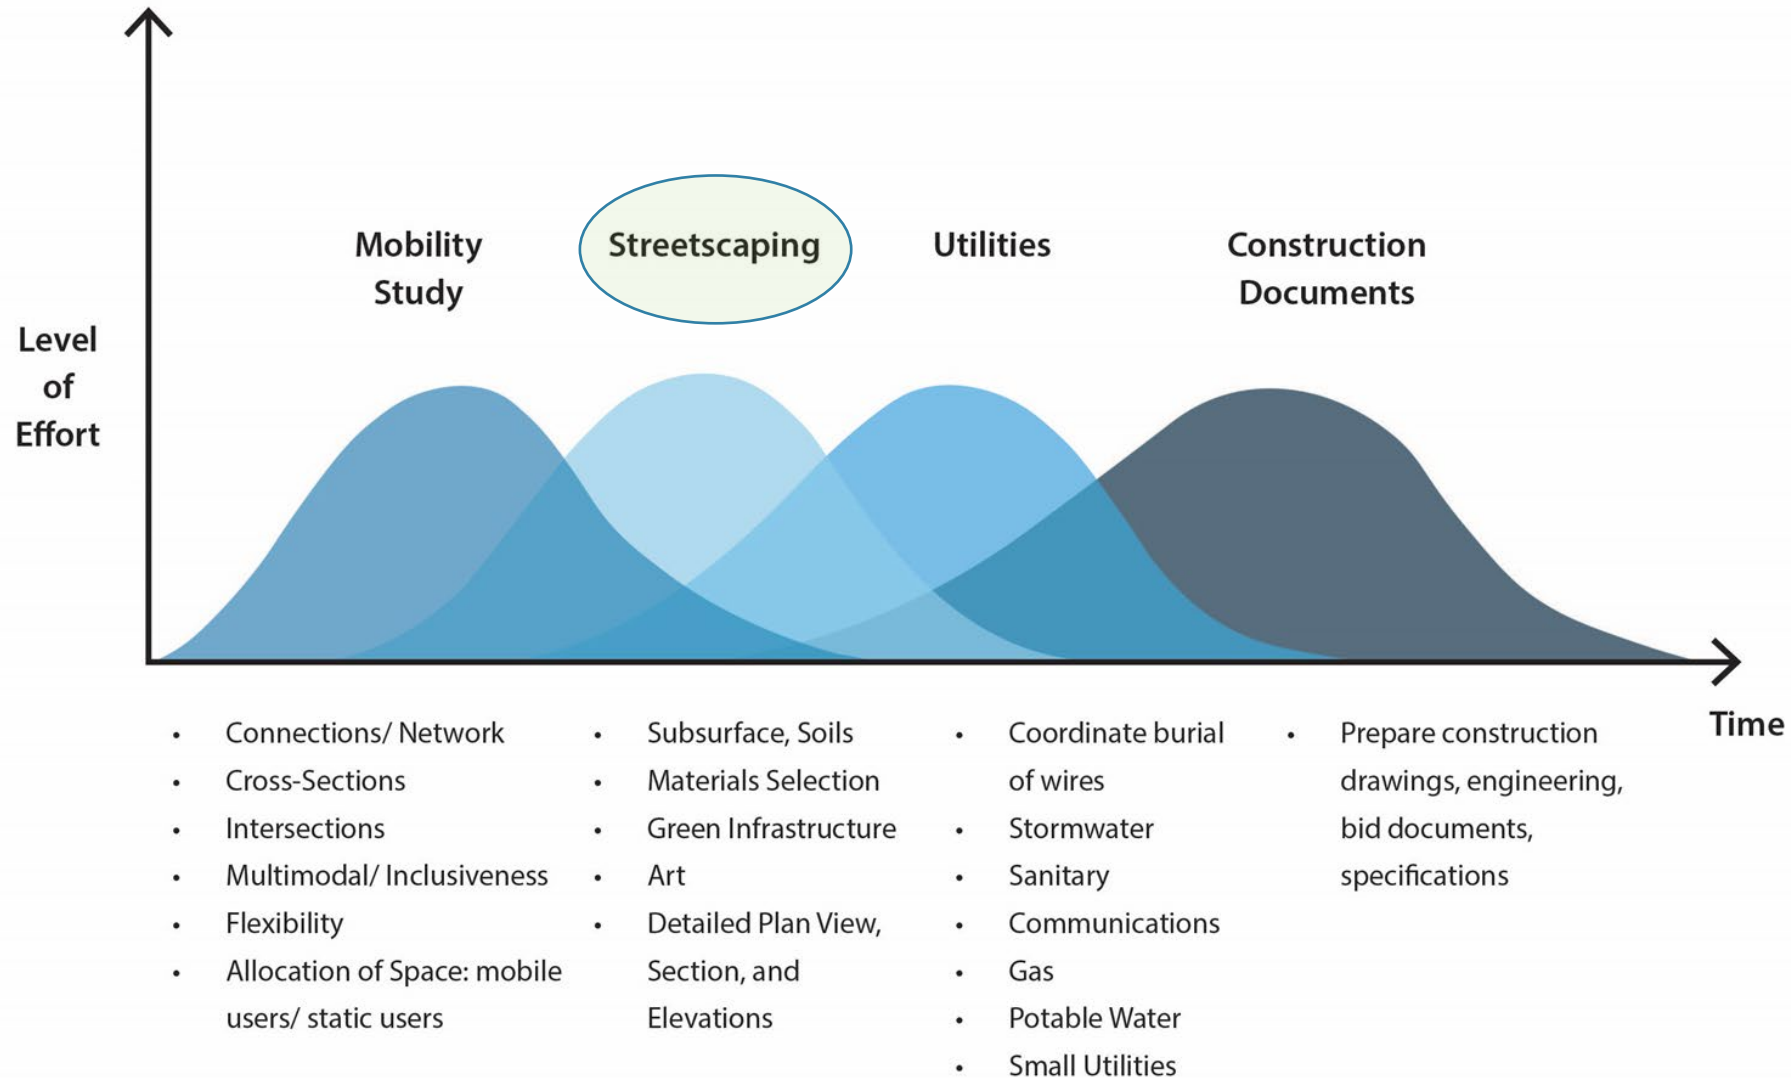 Mobility
Study
Streetscaping
Utilities
Construction
Documents
Level
of
Effort
Time
• Connections/ Network
• Cross-Sections
• Intersections
• Multimodal/ Inclusiveness
• Flexibility
• Allocation of Space: mobile
users/ static users
• Subsurface, Soils
• Materials Selection
• Green Infrastructure
• Art
• Detailed Plan View,
Section, and
Elevations
• Coordinate burial
of wires
• Stormwater
• Sanitary
• Communications
• Gas
• Potable Water
• Small Utilities
• Prepare construction
drawings, engineering,
bid documents,
specifications